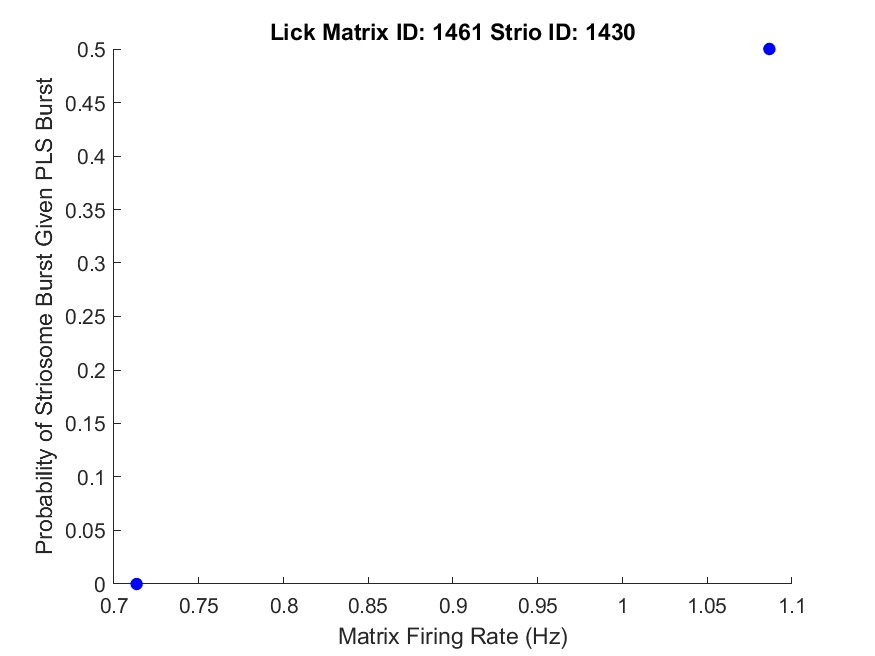 Lick Matrix ID: 1461 Strio ID: 1430
Probability of Striosome Burst Given PLS Burst
0.5
0.45
0.4
0.35
0.3
0.25
0.2
0.15
0.1
0.05
0
0.7 0.75 0.8 0.85 0.9 0.95 1 1.05 1.1
Matrix Firing Rate (Hz)